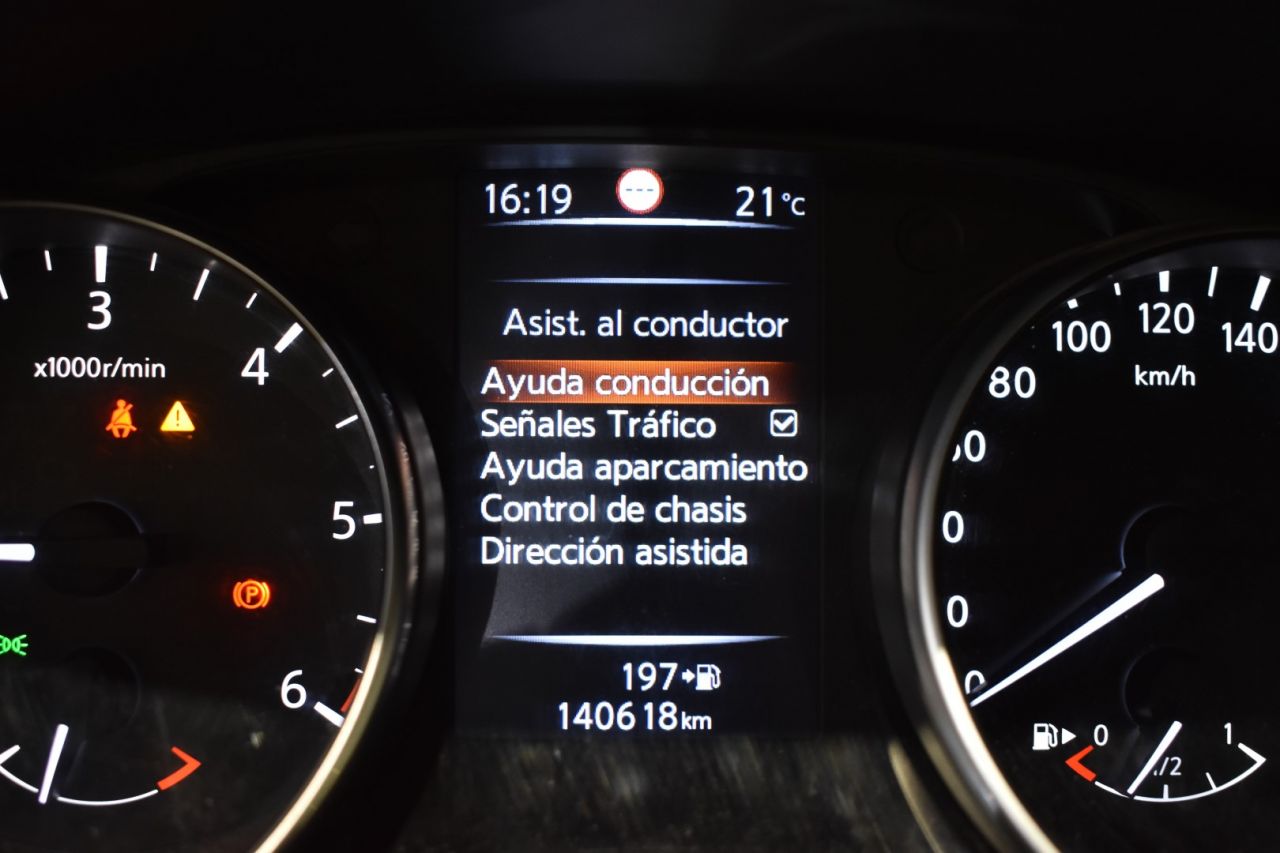 16:19 --- 21°C
Asist. al conductor
Ayuda conducción
Señales Tráfico
Ayuda aparcamiento
Control de chasis
Dirección asistida
197
140618km
3
x1000r/min
4
5
6
P
80
100
120
140
km/h
0
1